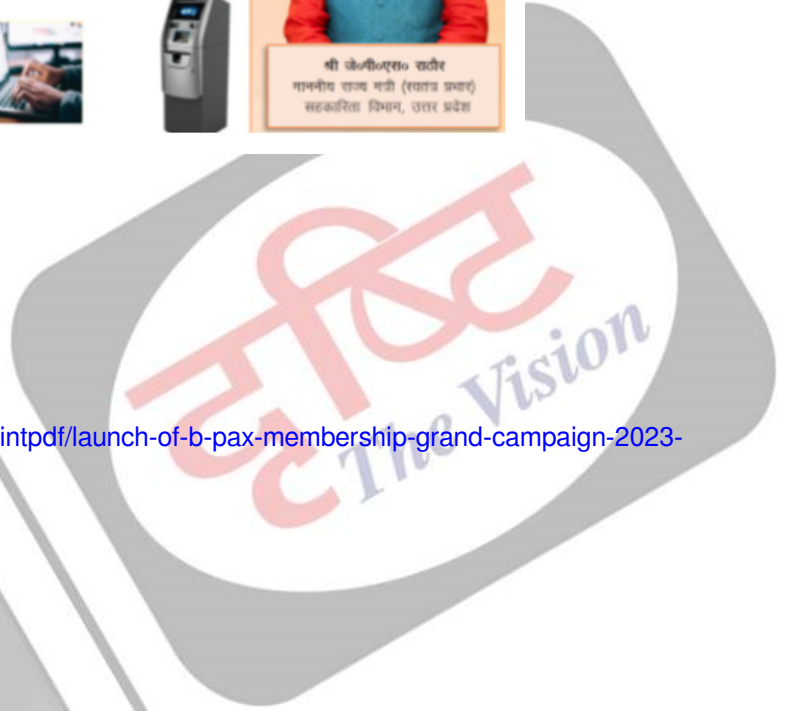 श्री जे०पी०एस० राठौर
माननीय राज्य मंत्री (स्वतंत्र प्रभार)
सहकारिता विभाग, उत्तर प्रदेश
दृष्टि
The Vision
intpdf/launch-of-b-pax-membership-grand-campaign-2023-